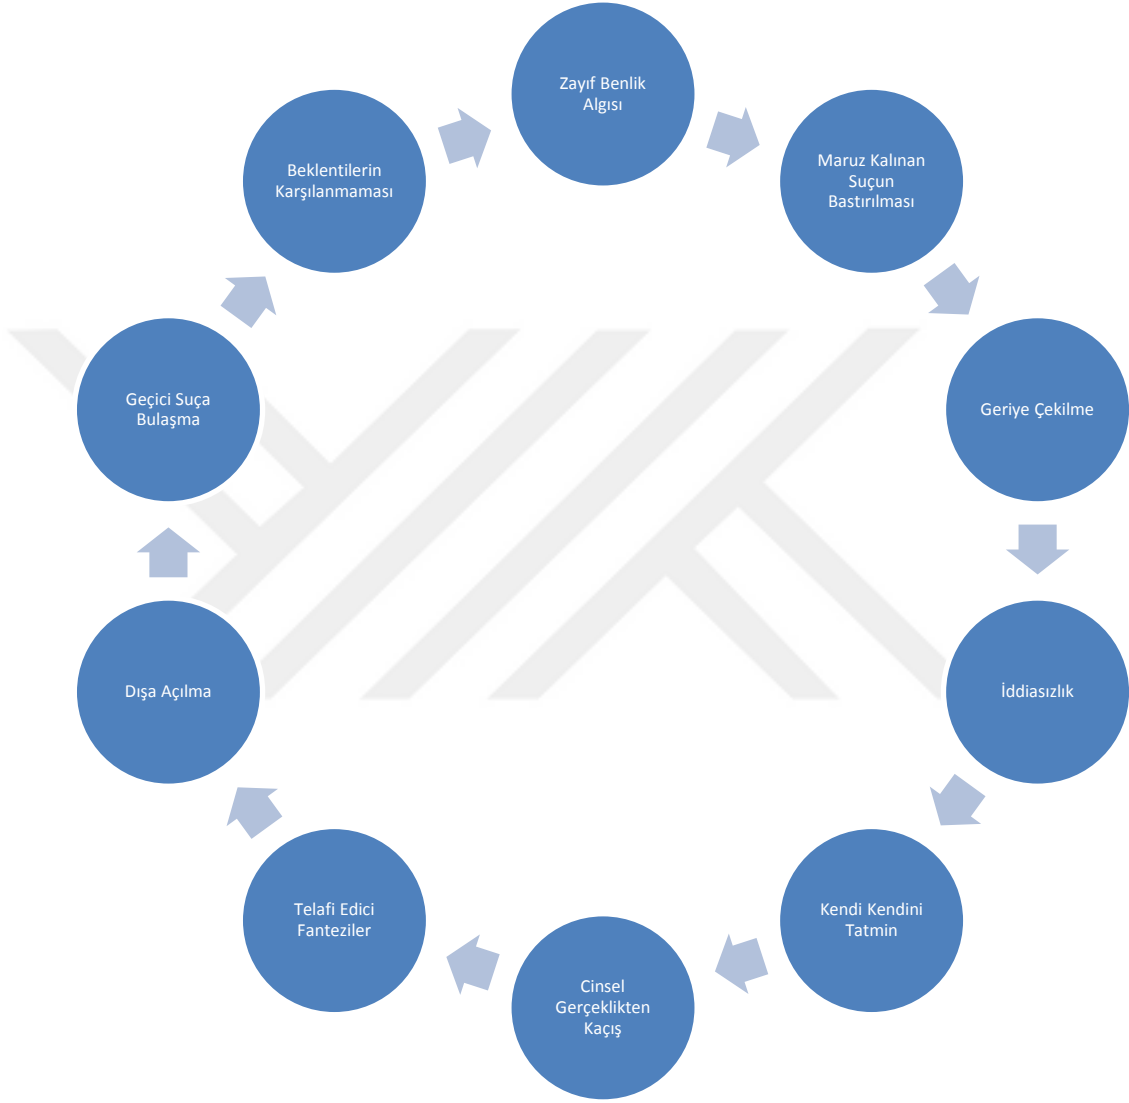 Zayıf Benlik
Algısı
Maruz Kalınan
Suçun
Bastırılması
Geriye Çekilme
İddiasızlık
Kendi Kendini
Tatmin
Cinsel
Gerçeklikten
Kaçış
Telafi Edici
Fanteziler
Dışa Açılma
Geçici Suça
Bulaşma
Beklentilerin
Karşılanmaması